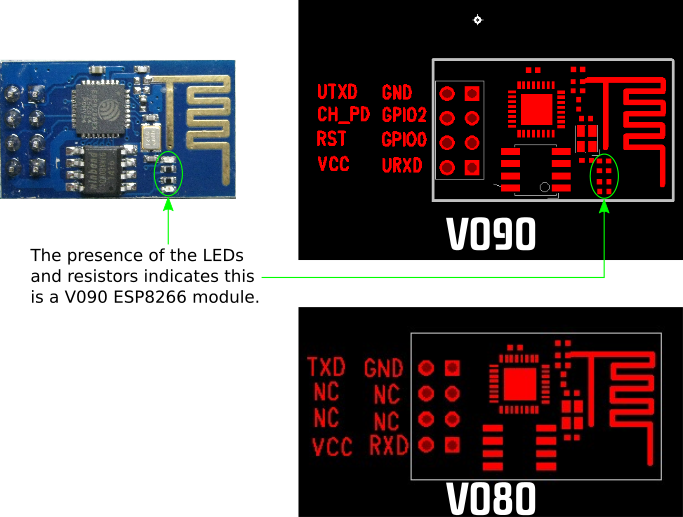 UTXD GND
CH_PD GPIO2
RST GPIO0
VCC URXD
V090
The presence of the LEDs
and resistors indicates this
is a V090 ESP8266 module.
TXD GND
NC NC
NC NC
VCC RXD
V080